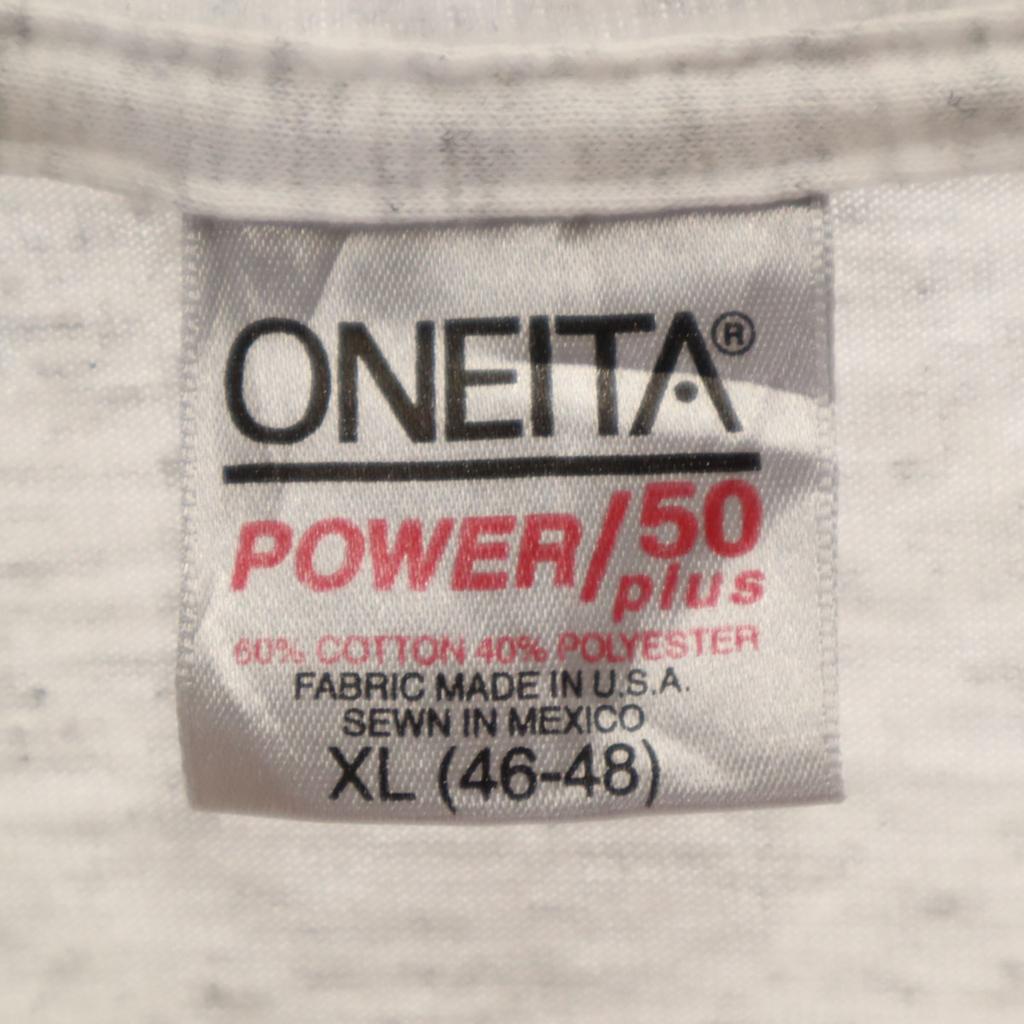 ONEITA®
POWER/50
plus
60% COTTON 40% POLYESTER
FABRIC MADE IN U.S.A.
SEWN IN MEXICO
XL (46-48)